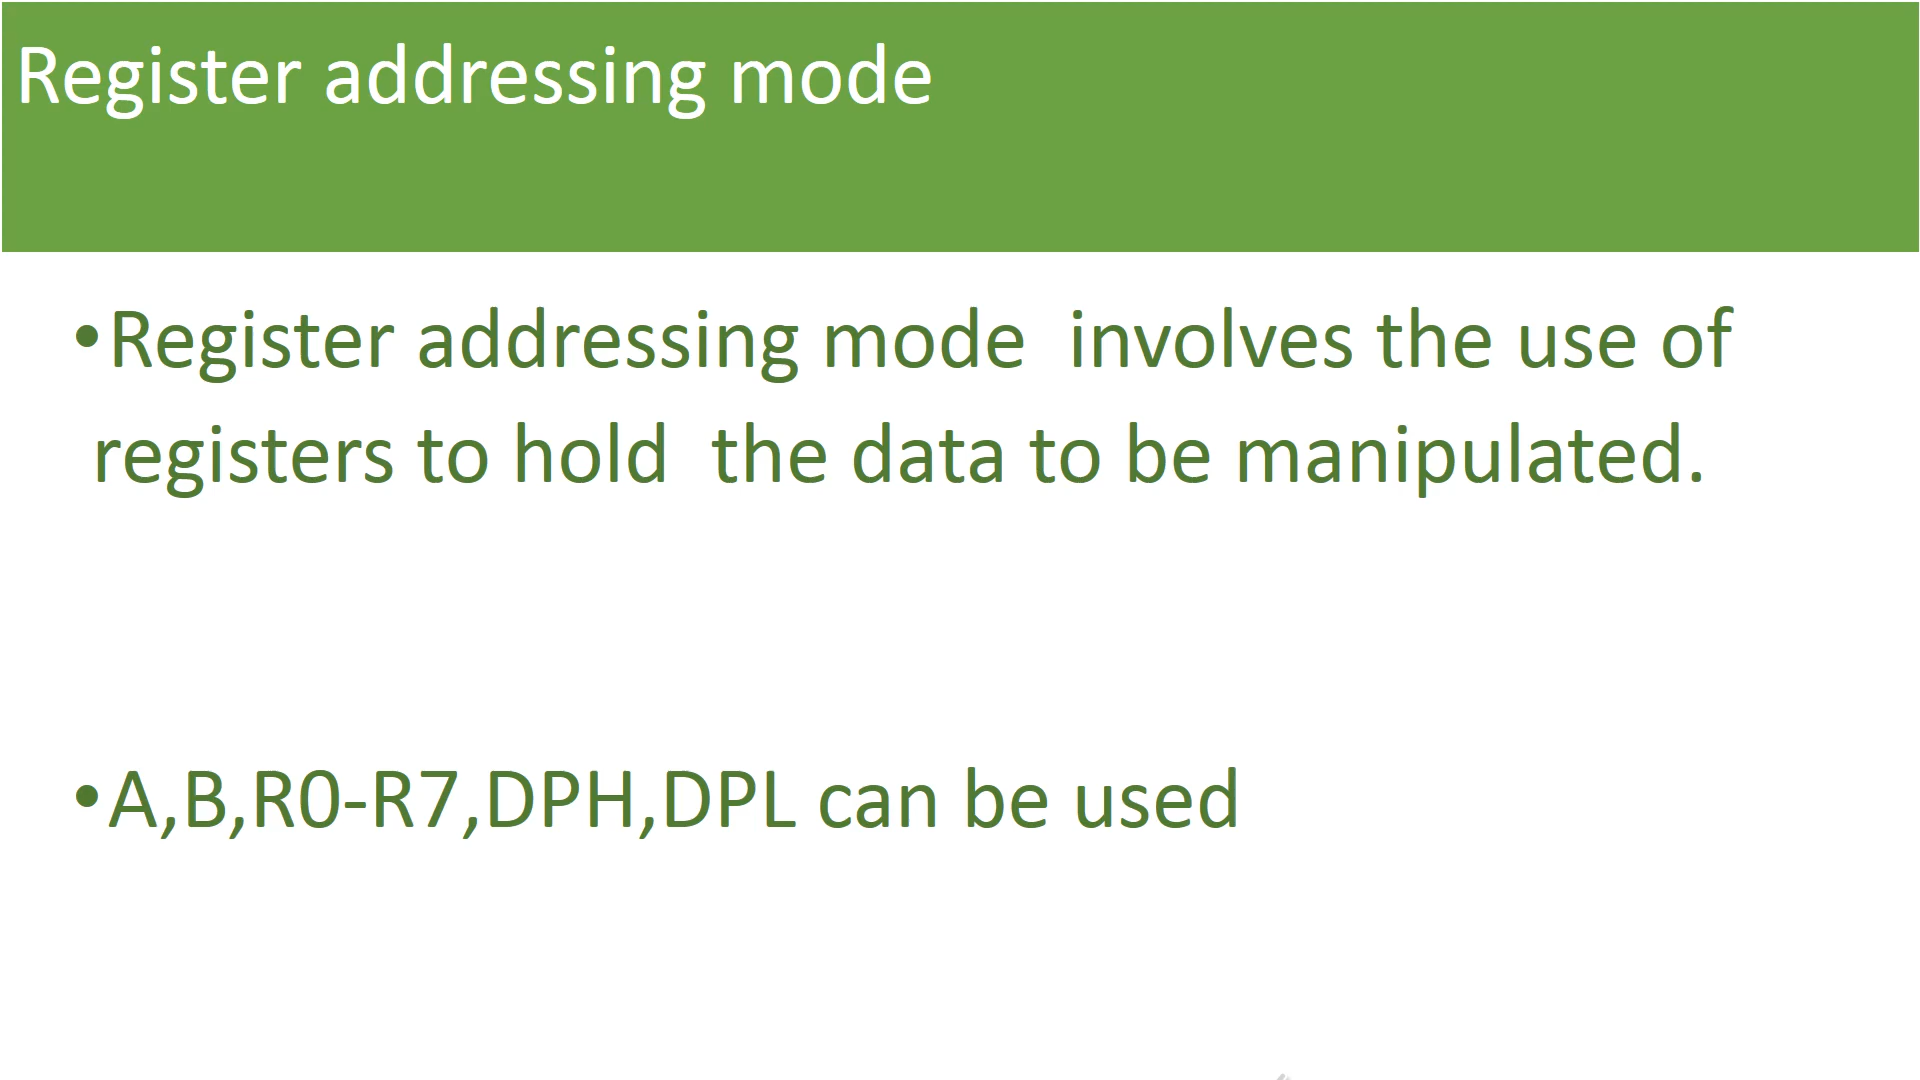 Register addressing mode
•Register addressing mode  involves the use of
registers to hold  the data to be manipulated.
•A,B,R0-R7,DPH,DPL can be used